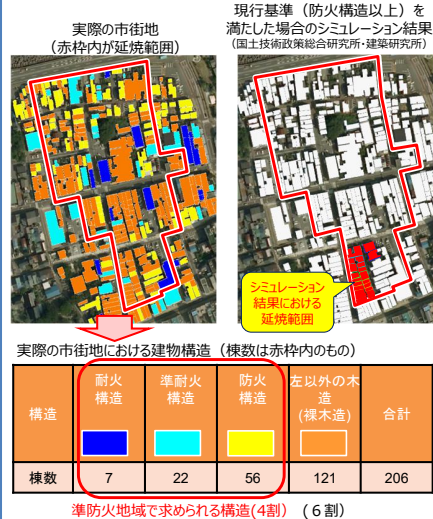 実際の市街地
(赤枠内が延焼範囲)
現行基準(防火構造以上)を
満たした場合のシミュレーション結果
(国土技術政策総合研究所・建築研究所)
シミュレーション
結果における
延焼範囲
実際の市街地における建物構造(棟数は赤枠内のもの)
構造
耐火
構造
準耐火
構造
防火
構造
左以外の木
造
(裸木造)
合計
棟数 7 22 56 121 206
準防火地域で求められる構造(4割) (6割)